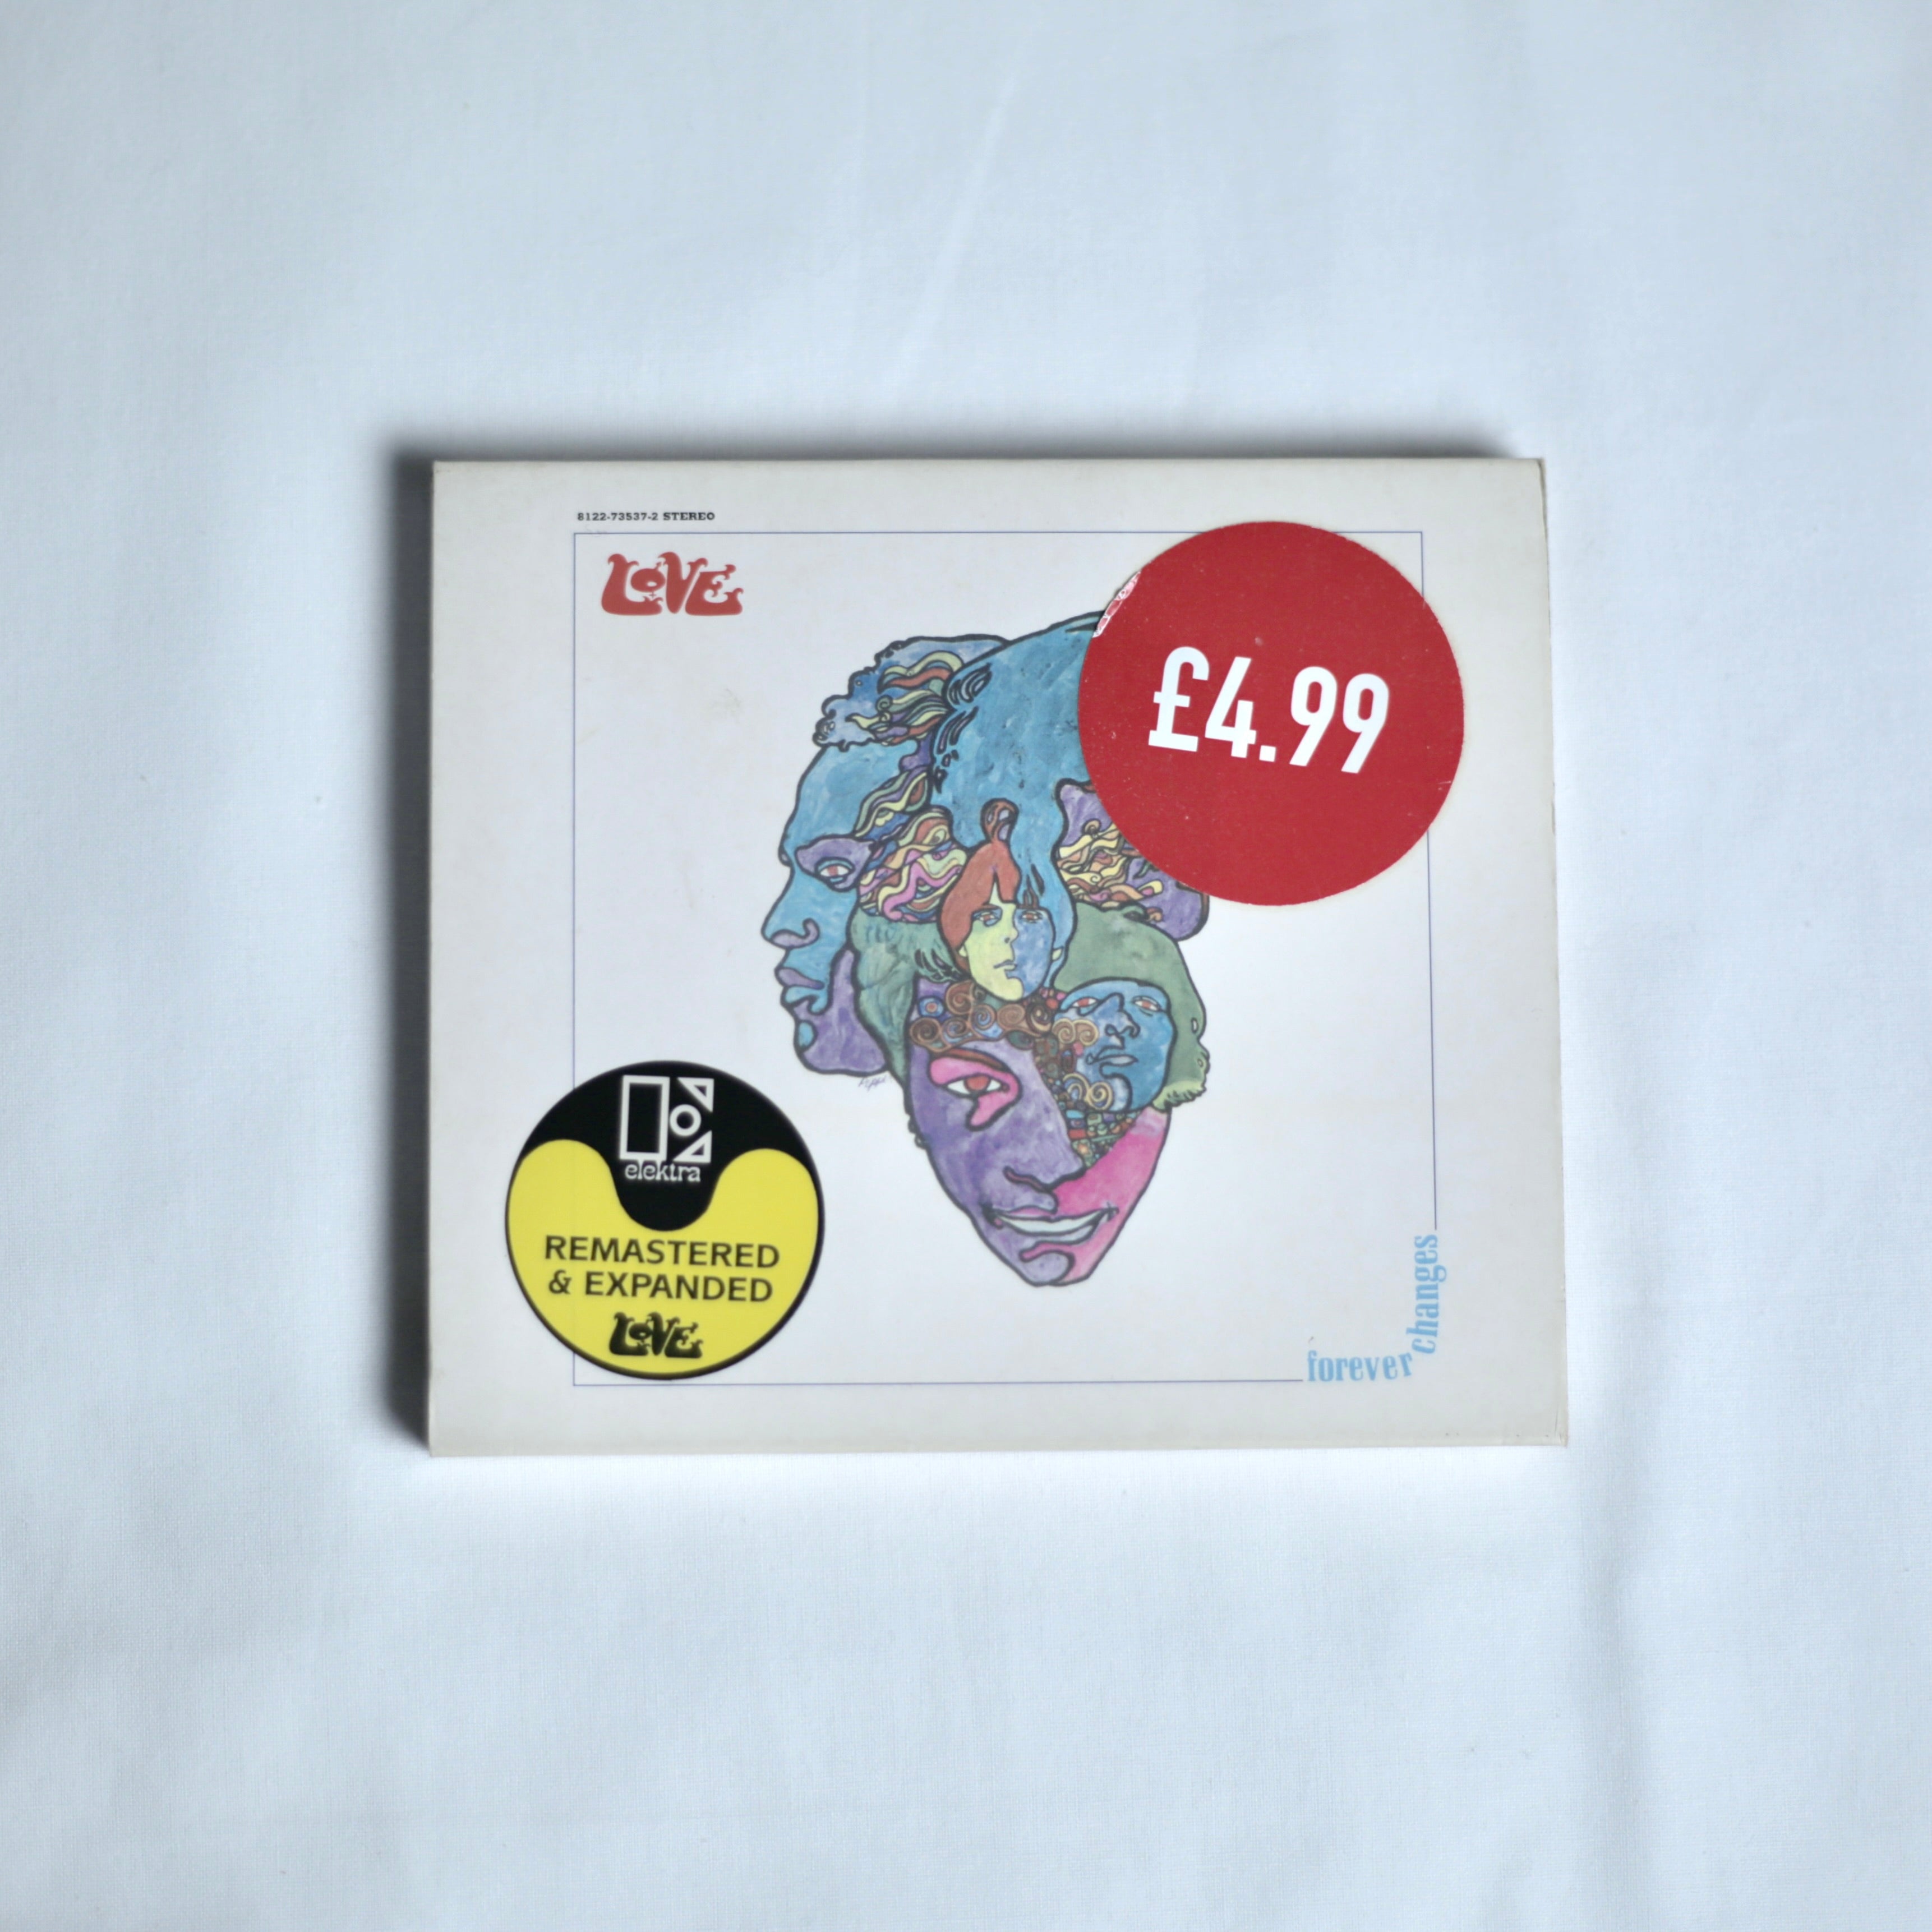 8122-73537-2 STEREO
LOVE
£4.99
elektra
REMASTERED
& EXPANDED
LOVE
forever changes